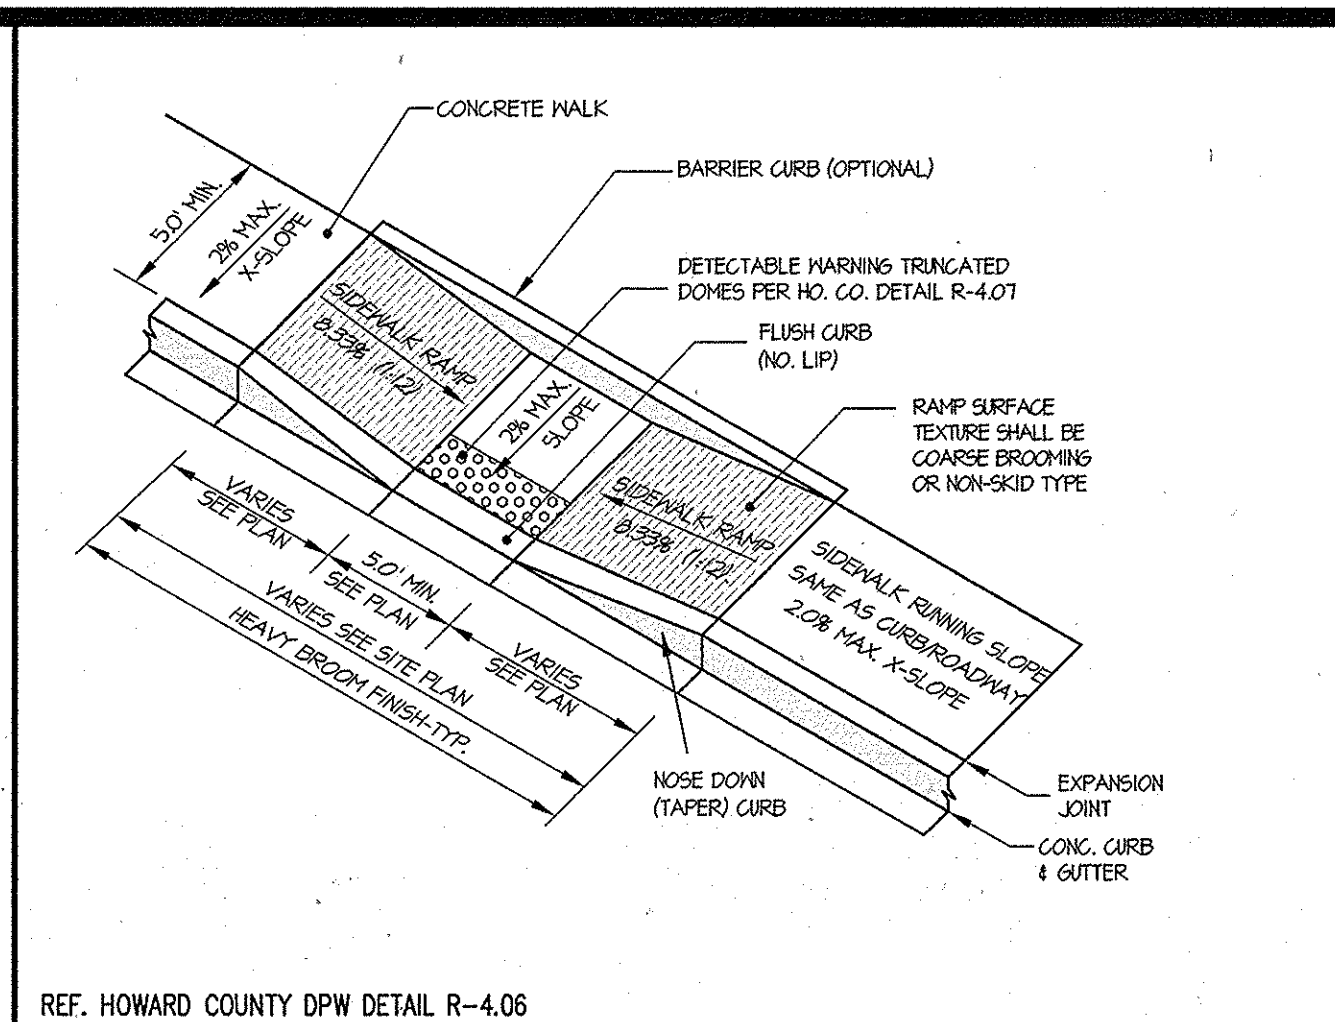 CONCRETE WALK
BARRIER CURB (OPTIONAL)
5.0' MIN.
2% MAX.
X-SLOPE
DETECTABLE WARNING TRUNCATED
DOMES PER HO. CO. DETAIL R-4.07
FLUSH CURB
(NO. LIP)
SIDEWALK RAMP
8.33% (1:12)
2% MAX.
SLOPE
RAMP SURFACE
TEXTURE SHALL BE
COARSE BROOMING
OR NON-SKID TYPE
SIDEWALK RAMP
8.33% (1:12)
SIDEWALK RUNNING SLOPE
SAME AS CURB/ROADWAY
2.0% MAX. X-SLOPE
VARIES
SEE PLAN
5.0' MIN.
SEE PLAN
VARIES
SEE PLAN
VARIES SEE SITE PLAN
HEAVY BROOM FINISH-TYP.
NOSE DOWN
(TAPER) CURB
EXPANSION
JOINT
CONC. CURB
& GUTTER
REF. HOWARD COUNTY DPW DETAIL R-4.06